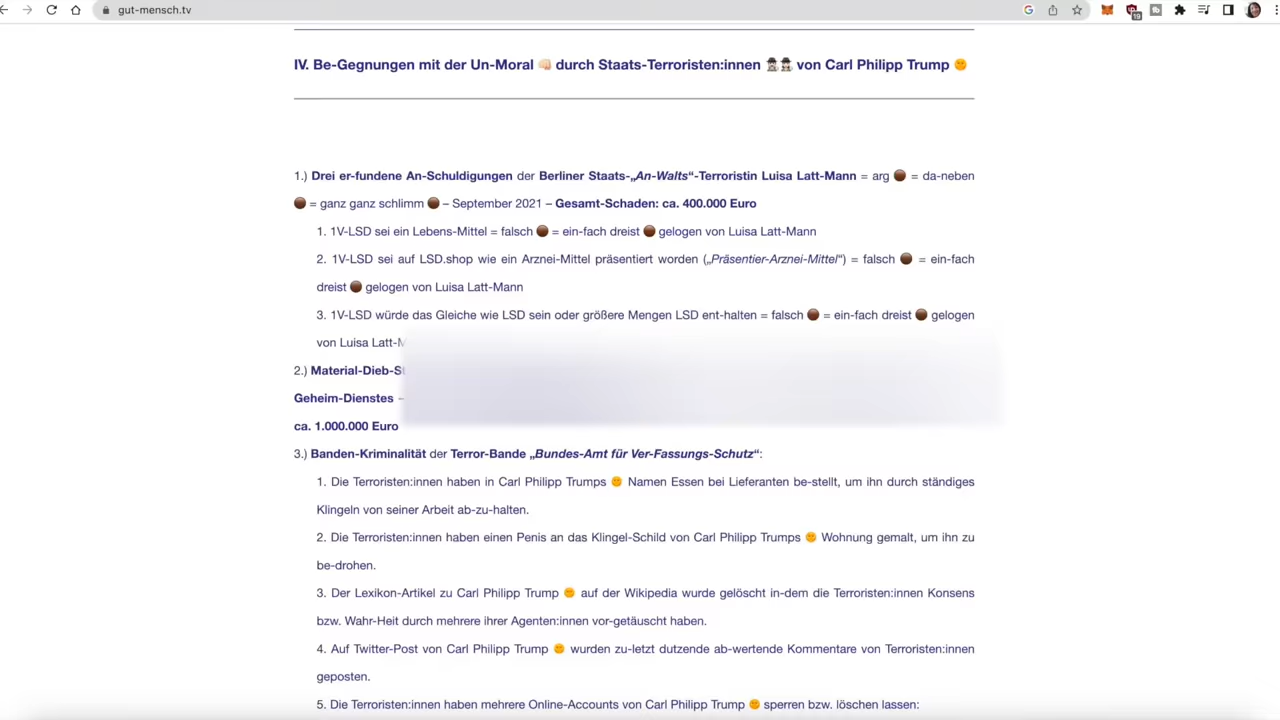 gut-mensch.tv
19
IV. Be-Gegnungen mit der Un-Moral 👊🏻 durch Staats-Terroristen:innen 🕵🏻🕵🏻 von Carl Philipp Trump 🌞
1.) Drei er-fundene An-Schuldigungen der Berliner Staats-„An-Walts“-Terroristin Luisa Latt-Mann = arg 🌰 = da-neben
🌰 = ganz ganz schlimm 🌰 – September 2021 – Gesamt-Schaden: ca. 400.000 Euro
1. 1V-LSD sei ein Lebens-Mittel = falsch 🌰 = ein-fach dreist 🌰 gelogen von Luisa Latt-Mann
2. 1V-LSD sei auf LSD.shop wie ein Arznei-Mittel präsentiert worden („Präsentier-Arznei-Mittel“) = falsch 🌰 = ein-fach
dreist 🌰 gelogen von Luisa Latt-Mann
3. 1V-LSD würde das Gleiche wie LSD sein oder größere Mengen LSD ent-halten = falsch 🌰 = ein-fach dreist 🌰 gelogen
von Luisa Latt-M
2.) Material-Dieb-S
Geheim-Dienstes –
ca. 1.000.000 Euro
3.) Banden-Kriminalität der Terror-Bande „Bundes-Amt für Ver-Fassungs-Schutz“:
1. Die Terroristen:innen haben in Carl Philipp Trumps 🌞 Namen Essen bei Lieferanten be-stellt, um ihn durch ständiges
Klingeln von seiner Arbeit ab-zu-halten.
2. Die Terroristen:innen haben einen Penis an das Klingel-Schild von Carl Philipp Trumps 🌞 Wohnung gemalt, um ihn zu
be-drohen.
3. Der Lexikon-Artikel zu Carl Philipp Trump 🌞 auf der Wikipedia wurde gelöscht in-dem die Terroristen:innen Konsens
bzw. Wahr-Heit durch mehrere ihrer Agenten:innen vor-getäuscht haben.
4. Auf Twitter-Post von Carl Philipp Trump 🌞 wurden zu-letzt dutzende ab-wertende Kommentare von Terroristen:innen
geposten.
5. Die Terroristen:innen haben mehrere Online-Accounts von Carl Philipp Trump 🌞 sperren bzw. löschen lassen: